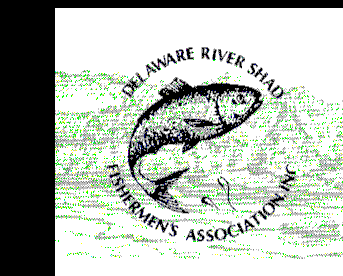 DELAWARE RIVER SHAD
FISHERMEN'S ASSOCIATION, INC